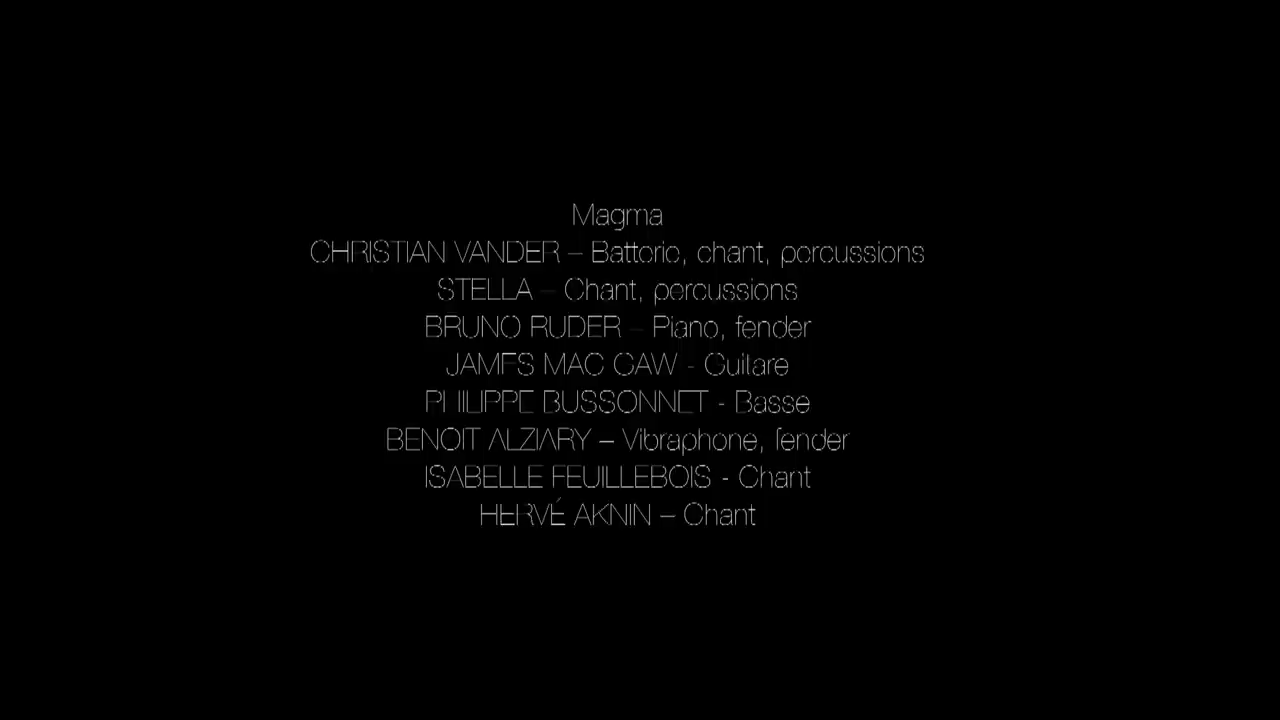 Magma
CHRISTIAN VANDER – Batterie, chant, percussions
STELLA – Chant, percussions
BRUNO RUDER – Piano, fender
JAMES MAC GAW - Guitare
PHILIPPE BUSSONNET - Basse
BENOIT ALZIARY – Vibraphone, fender
ISABELLE FEUILLEBOIS - Chant
HERVÉ AKNIN – Chant